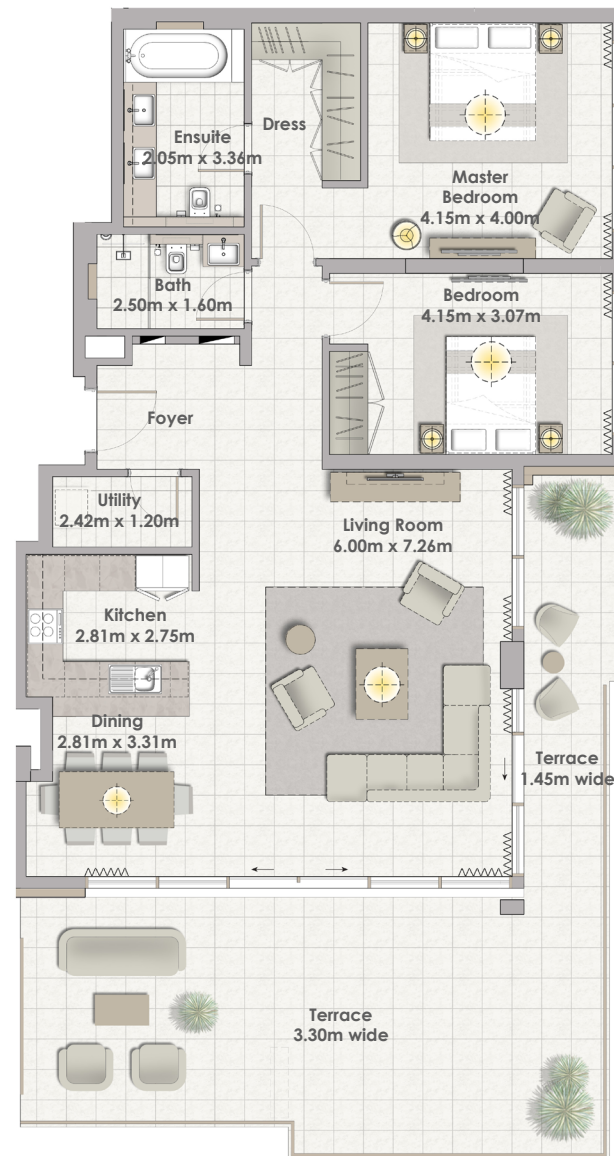 Ensuite
2.05m x 3.36m
Dress
Master
Bedroom
4.15m x 4.00m
Bath
2.50m x 1.60m
Bedroom
4.15m x 3.07m
Foyer
Utility
2.42m x 1.20m
Living Room
6.00m x 7.26m
Kitchen
2.81m x 2.75m
Dining
2.81m x 3.31m
Terrace
1.45m wide
Terrace
3.30m wide